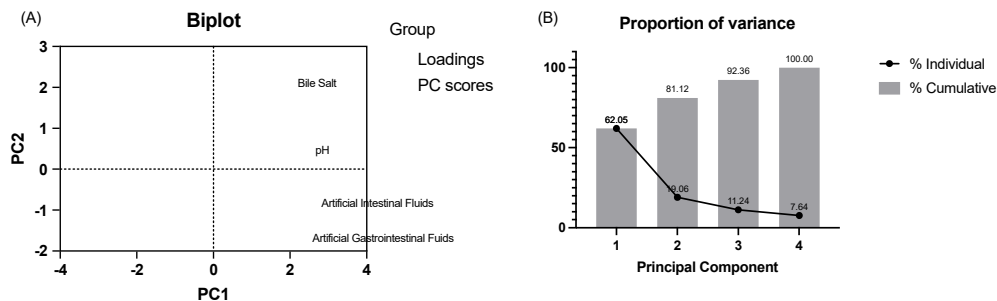 (A)
Biplot
Group
Loadings
PC scores
3
2
1
0
-1
-2
PC2
Bile Salt
pH
Artificial Intestinal Fluids
Artificial Gastrointestinal Fuids
-4 -2 0 2 4
PC1
(B)
Proportion of variance
% Individual
% Cumulative
100
50
0
62.05
81.12
92.36
100.00
19.06
11.24
7.64
1 2 3 4
Principal Component